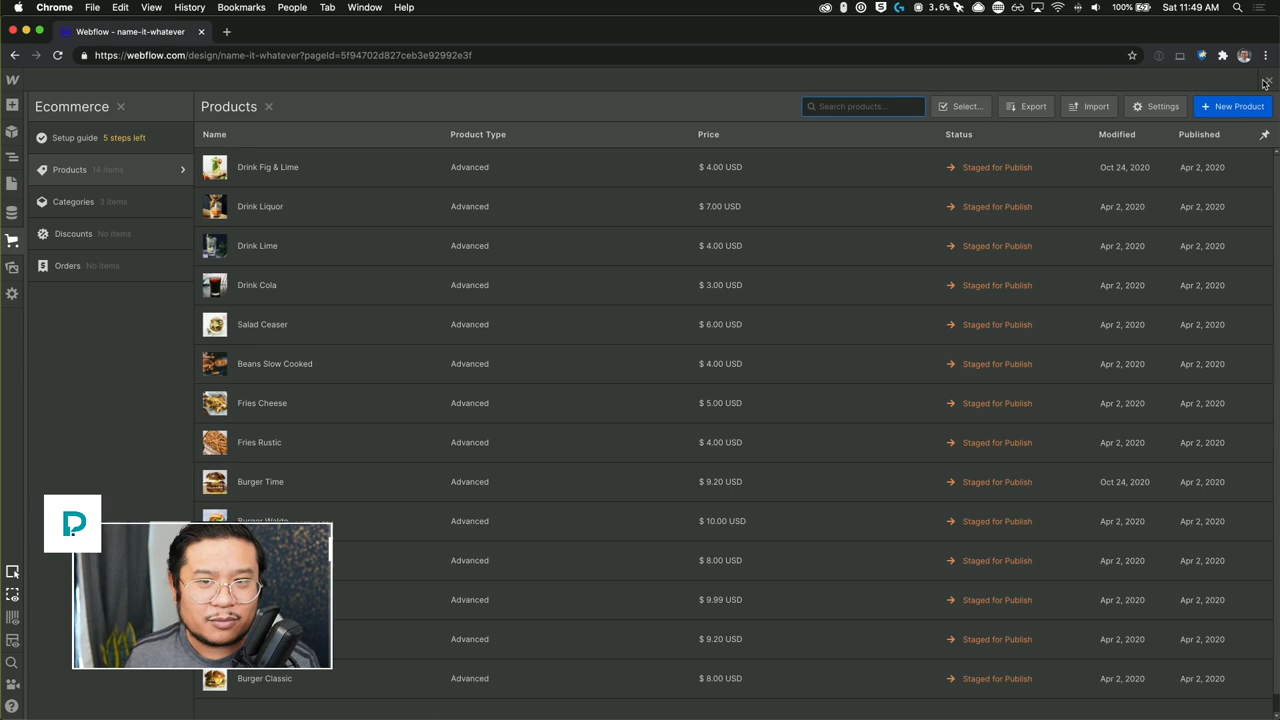 Chrome File Edit View History Bookmarks People Tab Window Help 3.6% 100% Sat 11:49 AM
Webflow - name-it-whatever
https://webflow.com/design/name-it-whatever?pageId=5f94702d827ceb3e92992e3f
Ecommerce
Products
Search products...
Select...
Export
Import
Settings
New Product
Setup guide 5 steps left
Products 14 items
Categories 3 items
Discounts No items
Orders No items
Name Product Type Price Status Modified Published
Drink Fig & Lime Advanced $ 4.00 USD Staged for Publish Oct 24, 2020 Apr 2, 2020
Drink Liquor Advanced $ 7.00 USD Staged for Publish Apr 2, 2020 Apr 2, 2020
Drink Lime Advanced $ 4.00 USD Staged for Publish Apr 2, 2020 Apr 2, 2020
Drink Cola Advanced $ 3.00 USD Staged for Publish Apr 2, 2020 Apr 2, 2020
Salad Ceaser Advanced $ 6.00 USD Staged for Publish Apr 2, 2020 Apr 2, 2020
Beans Slow Cooked Advanced $ 4.00 USD Staged for Publish Apr 2, 2020 Apr 2, 2020
Fries Cheese Advanced $ 5.00 USD Staged for Publish Apr 2, 2020 Apr 2, 2020
Fries Rustic Advanced $ 4.00 USD Staged for Publish Apr 2, 2020 Apr 2, 2020
Burger Time Advanced $ 9.20 USD Staged for Publish Oct 24, 2020 Apr 2, 2020
Burger Advanced $ 10.00 USD Staged for Publish Apr 2, 2020 Apr 2, 2020
Advanced $ 8.00 USD Staged for Publish Apr 2, 2020 Apr 2, 2020
Advanced $ 9.99 USD Staged for Publish Apr 2, 2020 Apr 2, 2020
Advanced $ 9.20 USD Staged for Publish Apr 2, 2020 Apr 2, 2020
Burger Classic Advanced $ 8.00 USD Staged for Publish Apr 2, 2020 Apr 2, 2020